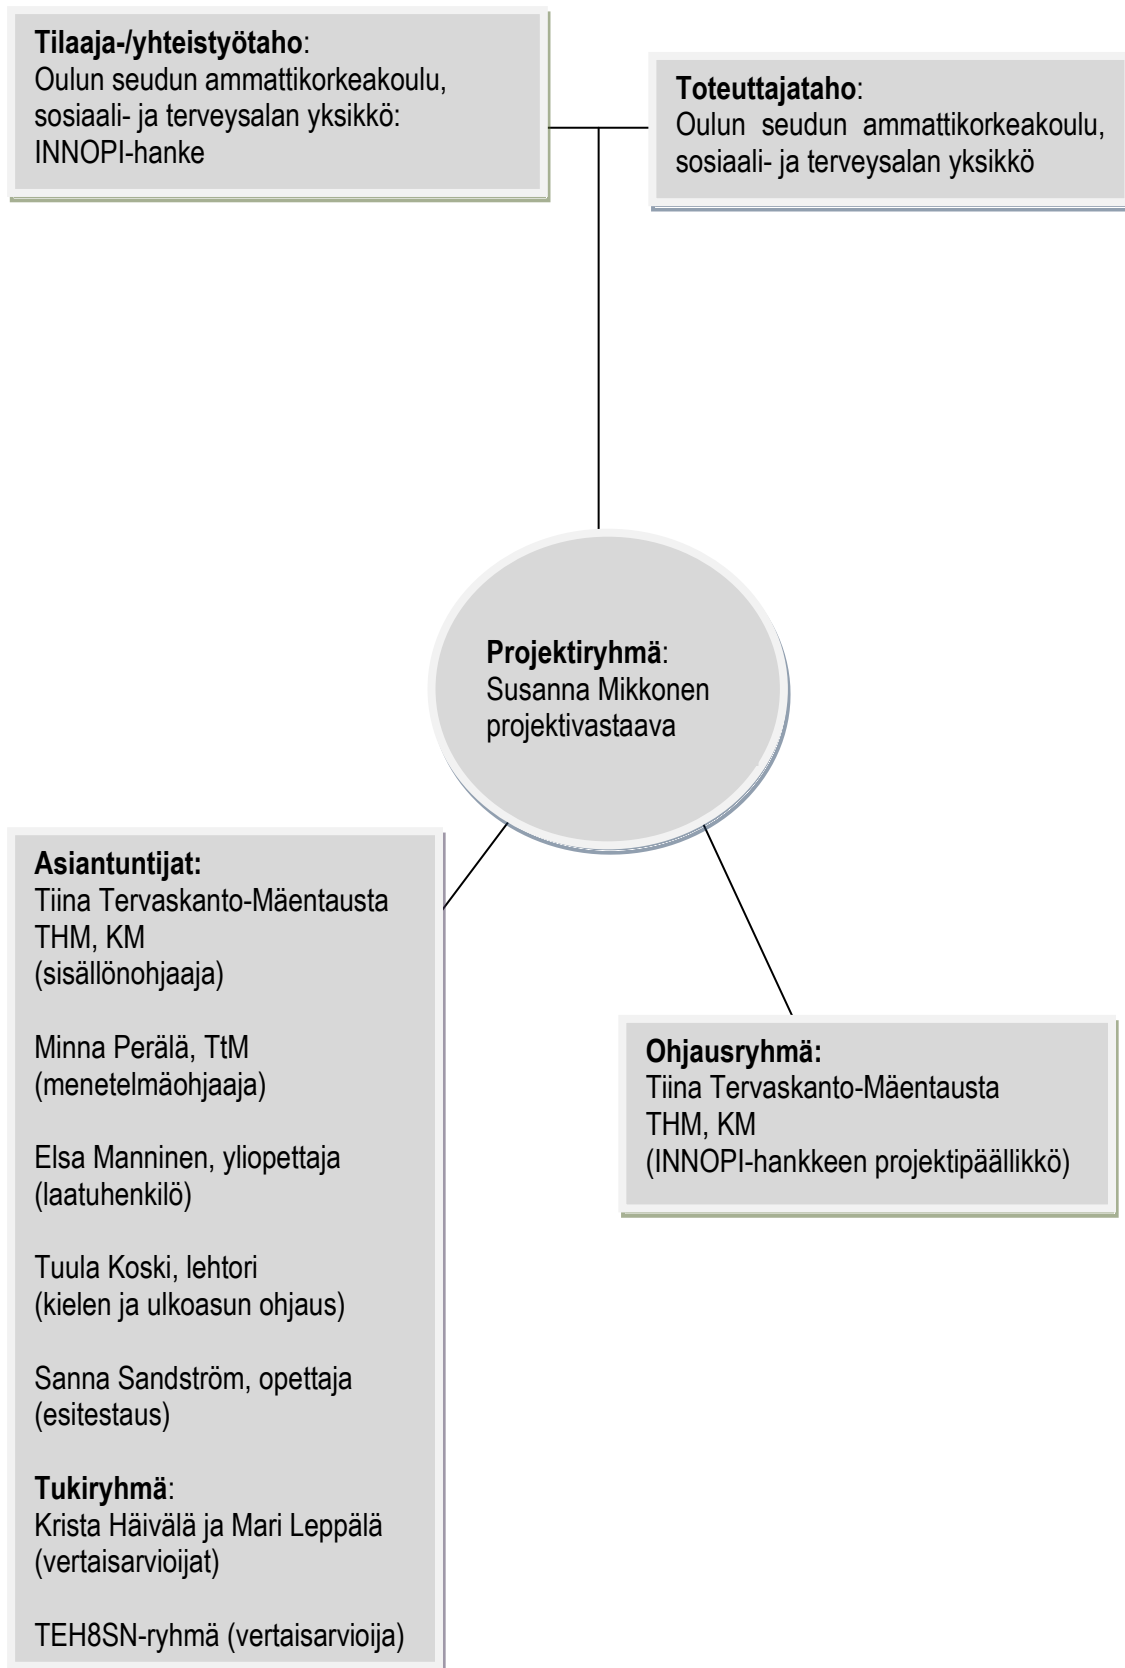 Tilaaja-/yhteistyötaho:
Oulun seudun ammattikorkeakoulu,
sosiaali- ja terveysalan yksikkö:
INNOPI-hanke
Toteuttajataho:
Oulun seudun ammattikorkeakoulu,
sosiaali- ja terveysalan yksikkö
Projektiryhmä:
Susanna Mikkonen
projektivastaava
Asiantuntijat:
Tiina Tervaskanto-Mäentausta
THM, KM
(sisällönohjaaja)
Minna Perälä, TtM
(menetelmäohjaaja)
Elsa Manninen, yliopettaja
(laatuhenkilö)
Tuula Koski, lehtori
(kielen ja ulkoasun ohjaus)
Sanna Sandström, opettaja
(esitestaus)
Tukiryhmä:
Krista Häivälä ja Mari Leppälä
(vertaisarvioijat)
TEH8SN-ryhmä (vertaisarvioija)
Ohjausryhmä:
Tiina Tervaskanto-Mäentausta
THM, KM
(INNOPI-hankkeen projektipäällikkö)